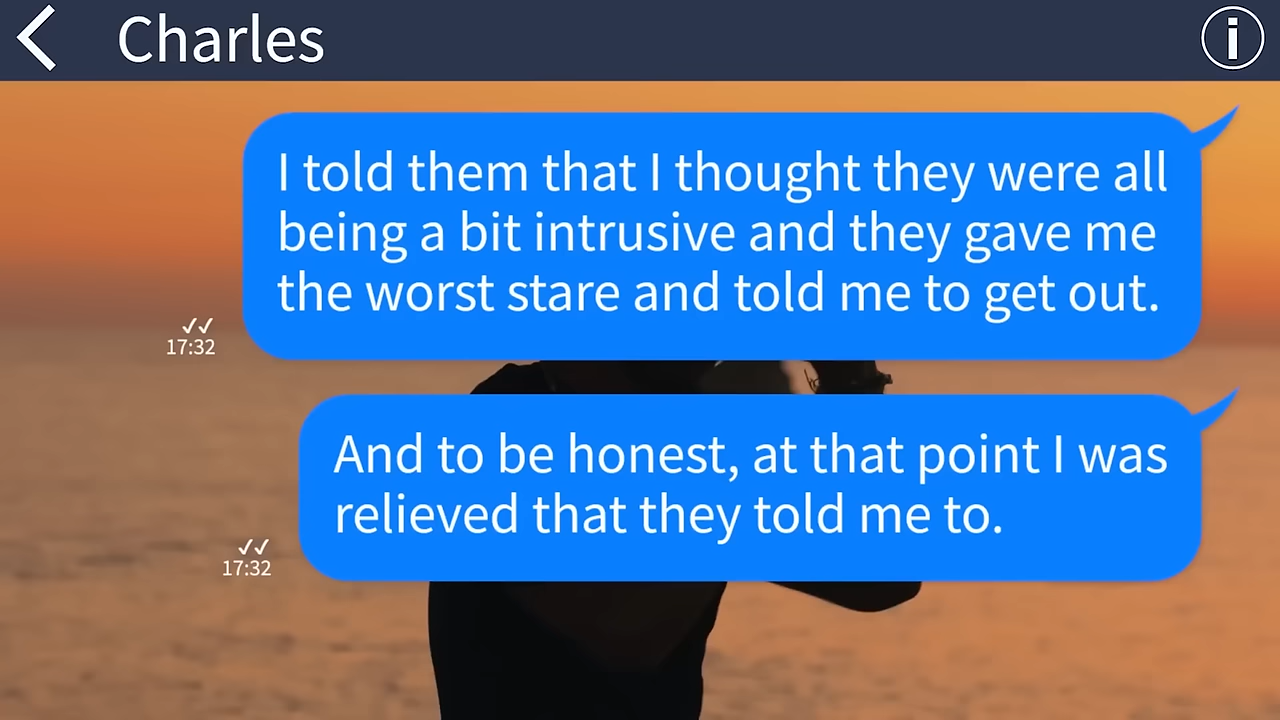 Charles
I told them that I thought they were all
being a bit intrusive and they gave me
the worst stare and told me to get out.
17:32
And to be honest, at that point I was
relieved that they told me to.
17:32